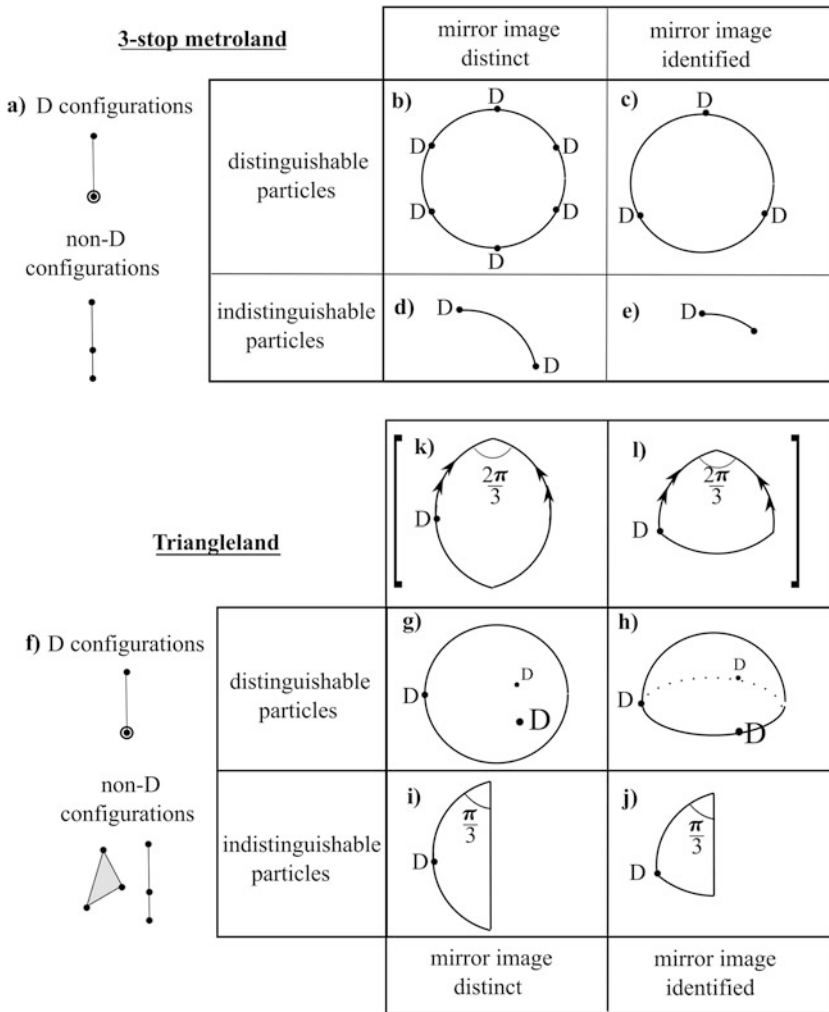 3-stop metroland
mirror image
distinct
mirror image
identified
a) D configurations
non-D
configurations
distinguishable
particles
b)
D
D
D
D
D
D
c)
D
D
D
indistinguishable
particles
d)
D
D
e)
D
Triangleland
k)
2π
3
D
l)
2π
3
D
f) D configurations
non-D
configurations
distinguishable
particles
g)
D
D
D
h)
D
D
D
indistinguishable
particles
i)
π
3
D
j)
π
3
D
mirror image
distinct
mirror image
identified